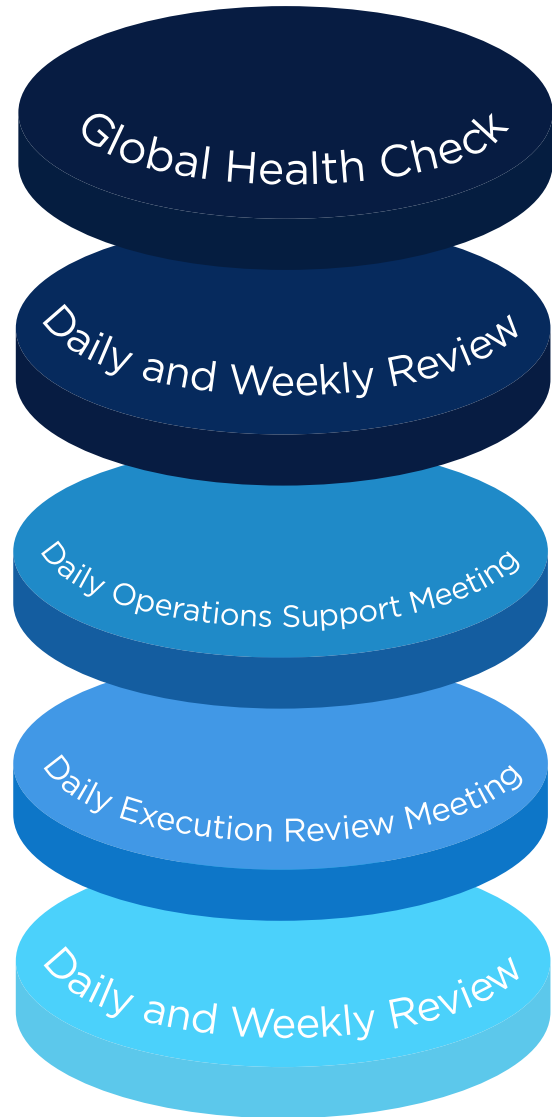 Global Health Check
Daily and Weekly Review
Daily Operations Support Meeting
Daily Execution Review Meeting
Daily and Weekly Review